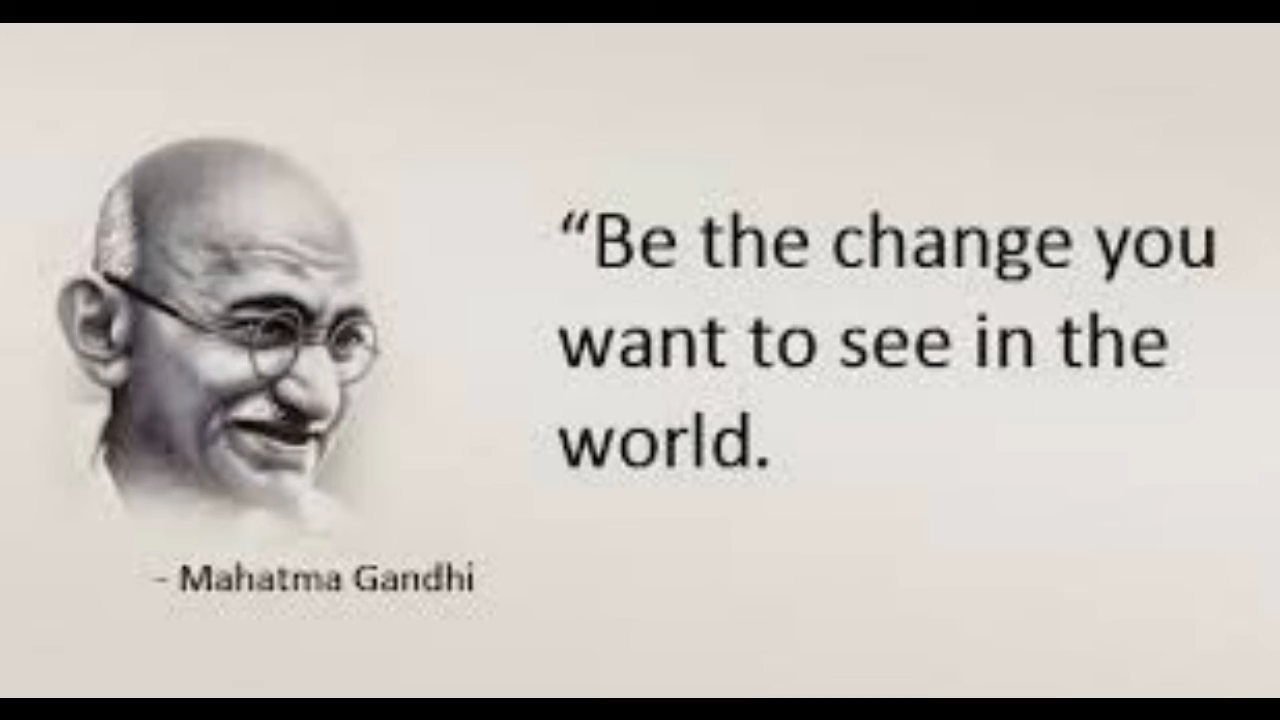 “Be the change you
want to see in the
world.
- Mahatma Gandhi